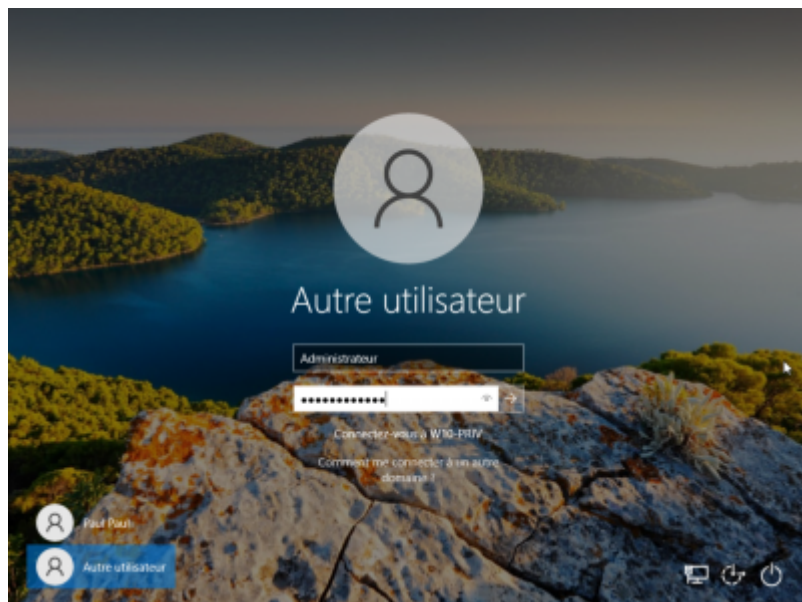 Autre utilisateur
Administrateur
Connectez-vous à W10-PRIV
Comment me connecter à un autre
domaine ?
Paul Paul
Autre utilisateur